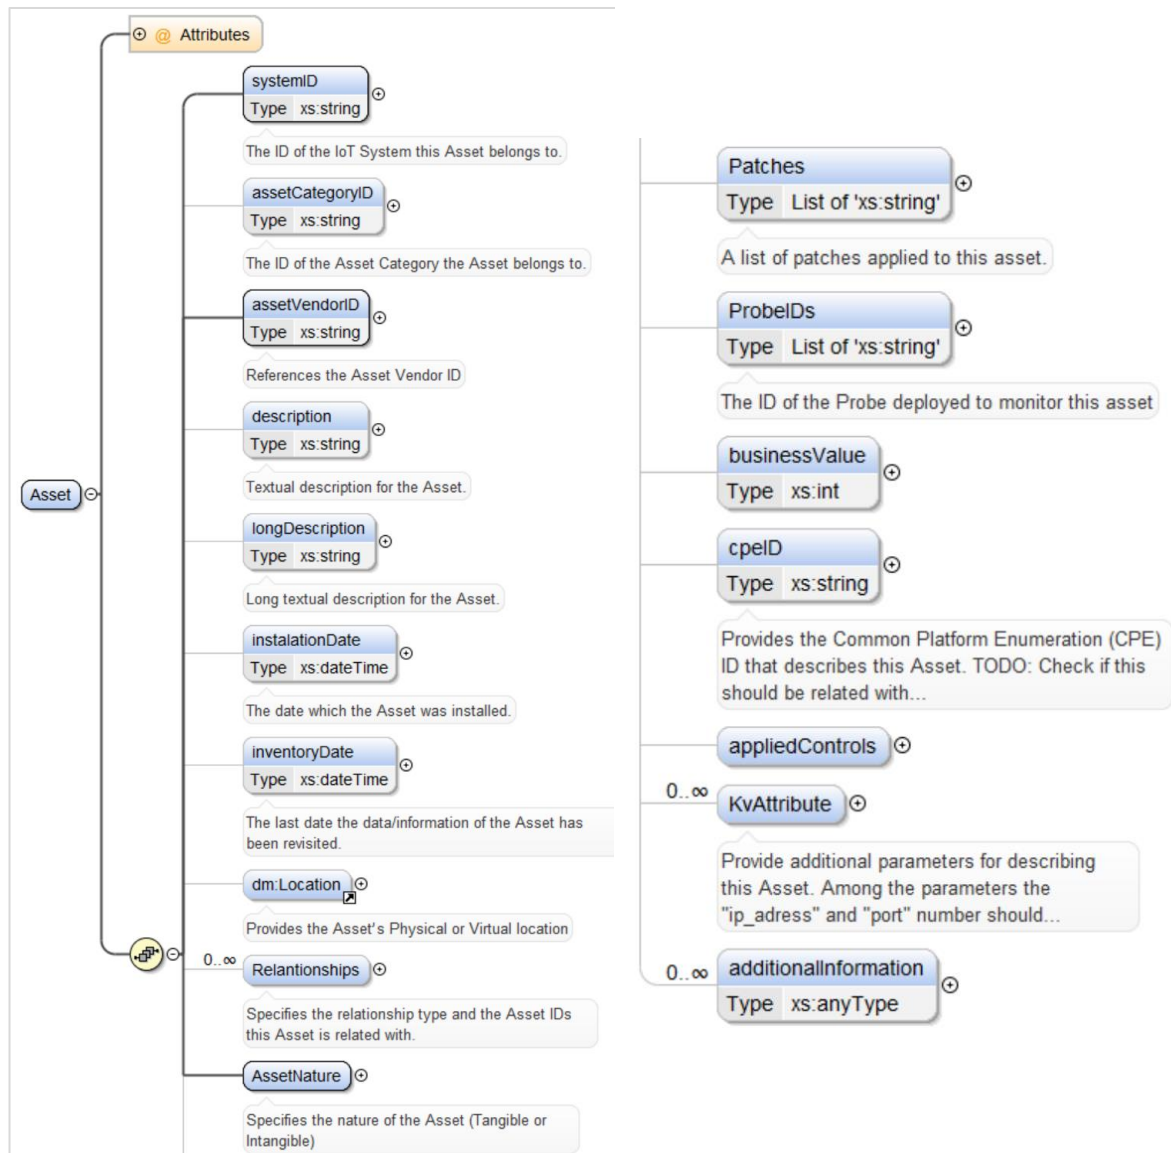 @ Attributes
systemID
Type xs:string
The ID of the IoT System this Asset belongs to.
assetCategoryID
Type xs:string
The ID of the Asset Category the Asset belongs to.
assetVendorID
Type xs:string
References the Asset Vendor ID
description
Type xs:string
Textual description for the Asset.
Asset
longDescription
Type xs:string
Long textual description for the Asset.
instalationDate
Type xs:dateTime
The date which the Asset was installed.
inventoryDate
Type xs:dateTime
The last date the data/information of the Asset has
been revisited.
dm:Location
Provides the Asset's Physical or Virtual location
0..∞
Relantionships
Specifies the relationship type and the Asset IDs
this Asset is related with.
AssetNature
Specifies the nature of the Asset (Tangible or
Intangible)
Patches
Type List of 'xs:string'
A list of patches applied to this asset.
ProbeIDs
Type List of 'xs:string'
The ID of the Probe deployed to monitor this asset
businessValue
Type xs:int
cpeID
Type xs:string
Provides the Common Platform Enumeration (CPE)
ID that describes this Asset. TODO: Check if this
should be related with...
appliedControls
0..∞
KvAttribute
Provide additional parameters for describing
this Asset. Among the parameters the
"ip_adress" and "port" number should...
0..∞
additionalInformation
Type xs:anyType